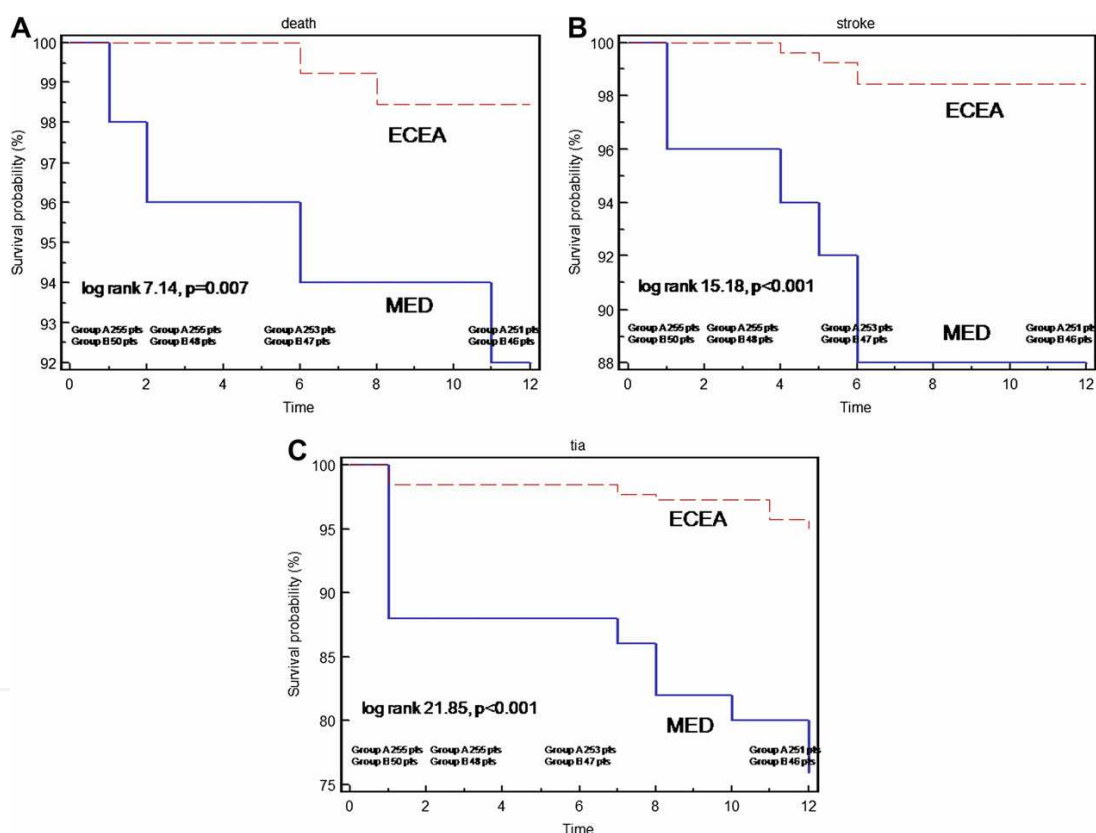 A
death
100
99
98
97
96
95
94
93
92
Survival probability (%)
ECEA
MED
log rank 7.14, p=0.007
Group A 255 pts
Group B 50 pts
Group A 255 pts
Group B 48 pts
Group A 253 pts
Group B 47 pts
Group A 251 pts
Group B 46 pts
0 2 4 6 8 10 12
Time
B
stroke
100
98
96
94
92
90
88
Survival probability (%)
ECEA
MED
log rank 15.18, p<0.001
Group A 255 pts
Group B 50 pts
Group A 255 pts
Group B 48 pts
Group A 253 pts
Group B 47 pts
Group A 251 pts
Group B 46 pts
0 2 4 6 8 10 12
Time
C
tia
100
95
90
85
80
75
Survival probability (%)
ECEA
MED
log rank 21.85, p<0.001
Group A 255 pts
Group B 50 pts
Group A 255 pts
Group B 48 pts
Group A 253 pts
Group B 47 pts
Group A 251 pts
Group B 46 pts
0 2 4 6 8 10 12
Time